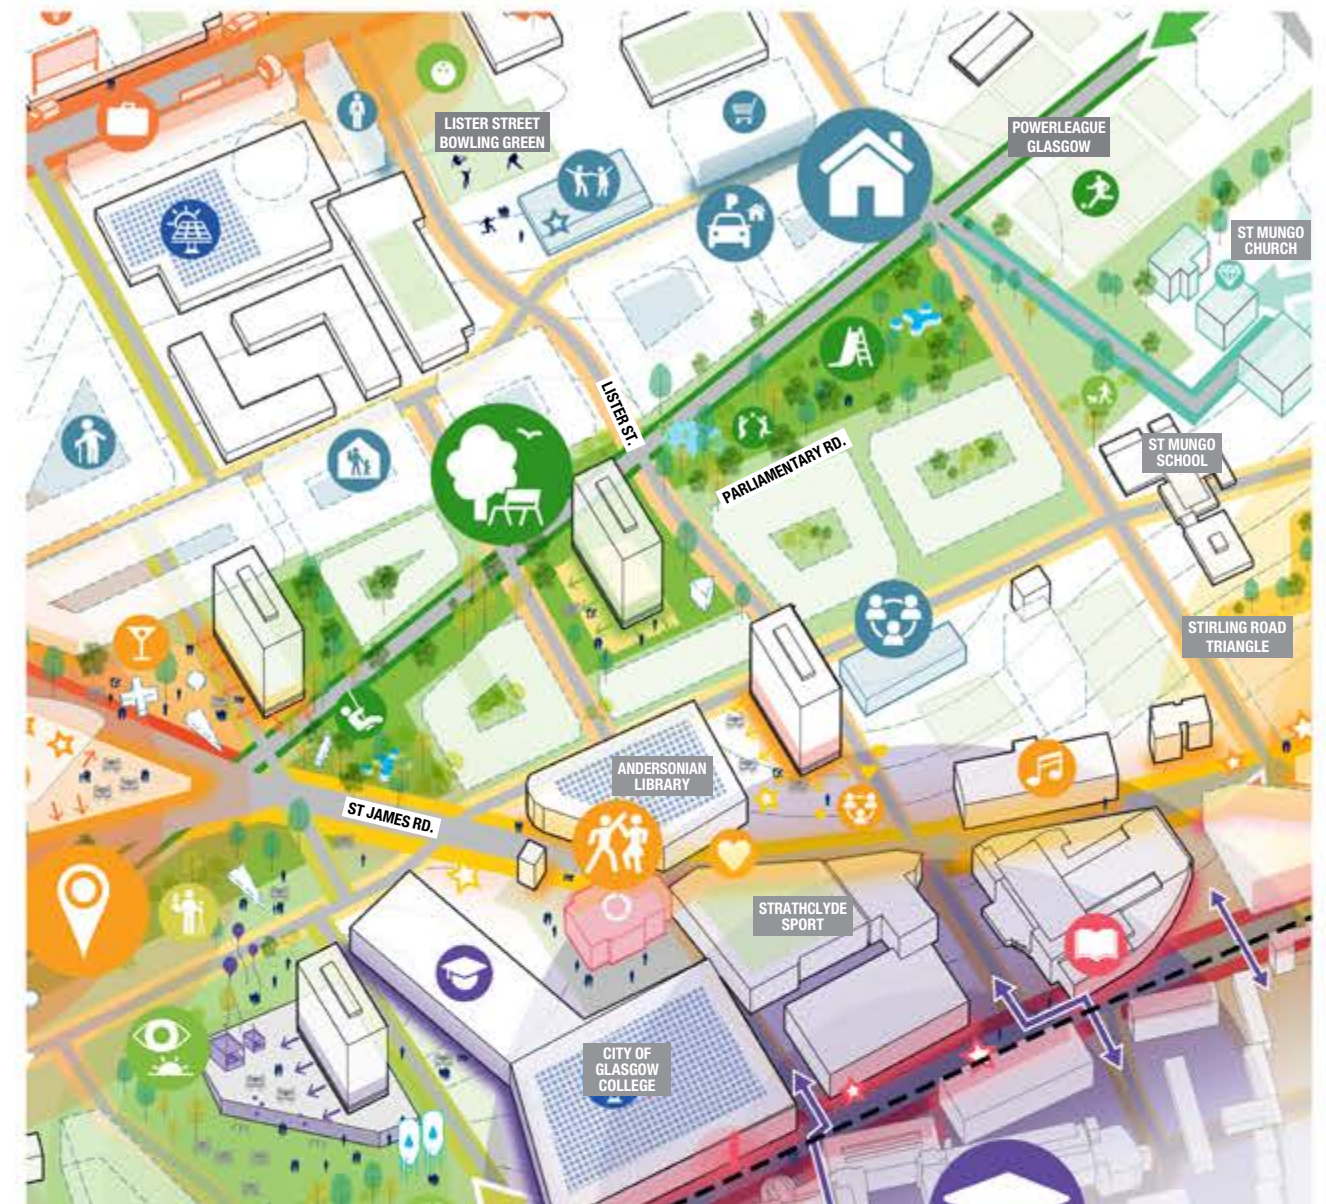 LISTER STREET
BOWLING GREEN
POWERLEAGUE
GLASGOW
P
ST MUNGO
CHURCH
LISTER ST.
PARLIAMENTARY RD.
ST MUNGO
SCHOOL
STIRLING ROAD
TRIANGLE
ANDERSONIAN
LIBRARY
ST JAMES RD.
STRATHCLYDE
SPORT
CITY OF
GLASGOW
COLLEGE